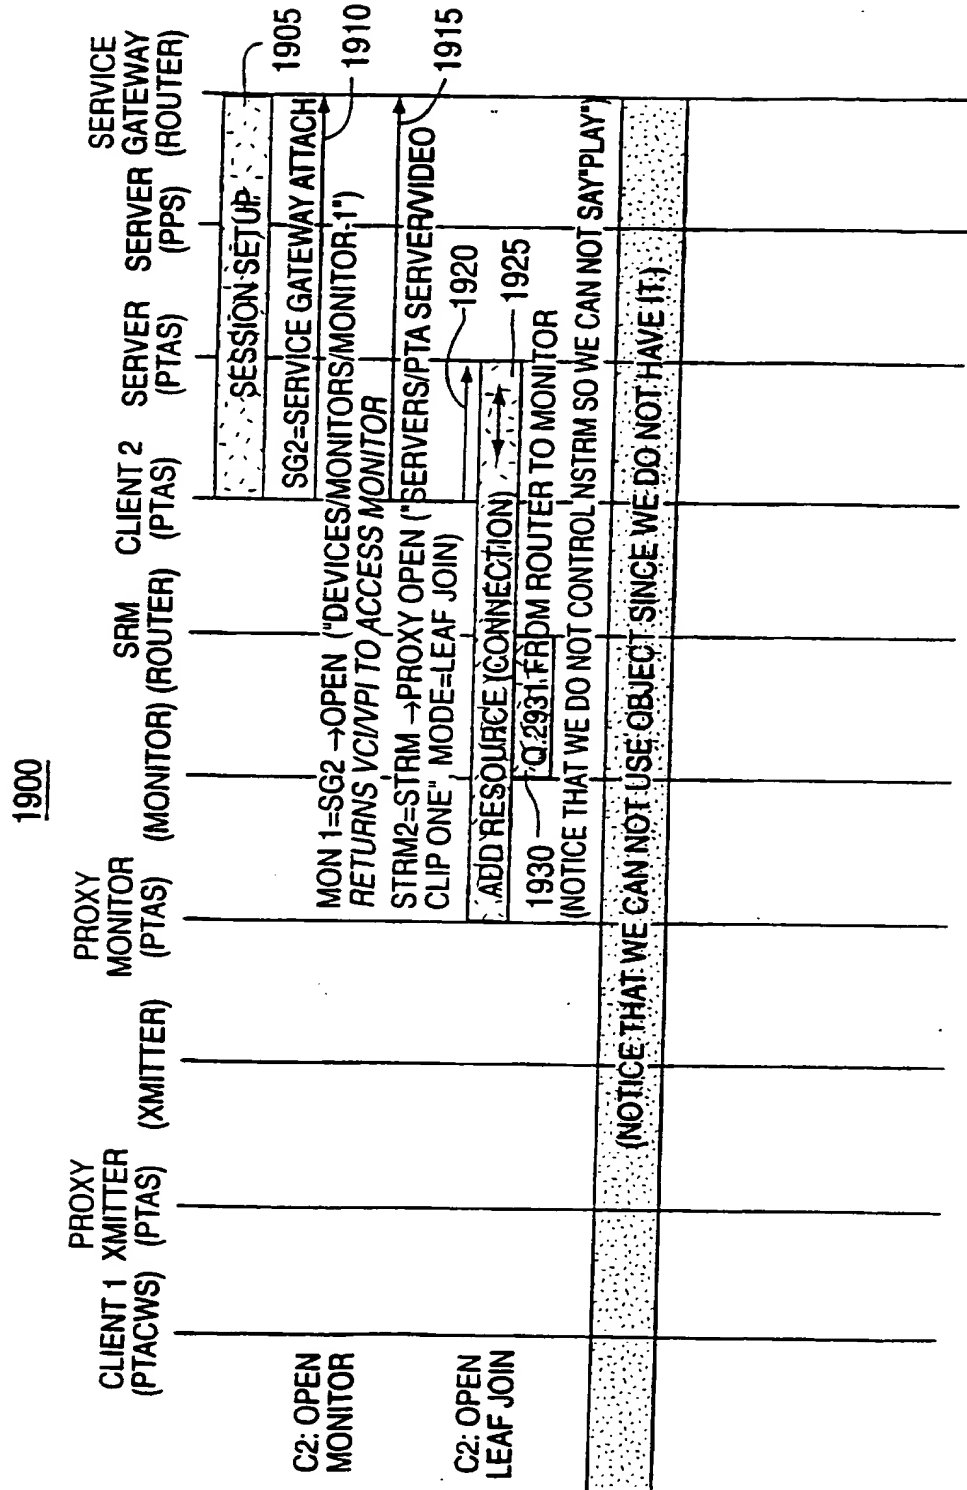 1900
CLIENT 1
(PTACWS)
PROXY
XMITTER
(PTAS)
(XMITTER)
PROXY
MONITOR
(PTAS)
(MONITOR)
SRM
(ROUTER)
CLIENT 2
(PTAS)
SERVER
(PTAS)
SERVER
(PPS)
SERVICE
GATEWAY
(ROUTER)
SESSION SETUP
1905
C2: OPEN
MONITOR
SG2=SERVICE GATEWAY ATTACH
1910
MON 1=SG2 →OPEN ("DEVICES/MONITORS/MONITOR-1")
RETURNS VCI/VPI TO ACCESS MONITOR
1915
STRM2=STRM →PROXY OPEN ("SERVERS/PTA SERVER/VIDEO
CLIP ONE" MODE=LEAF JOIN)
1920
C2: OPEN
LEAF JOIN
ADD RESOURCE (CONNECTION)
1925
1930
Q.2931 FROM ROUTER TO MONITOR
(NOTICE THAT WE DO NOT CONTROL NSTRM SO WE CAN NOT SAY"PLAY")
(NOTICE THAT WE CAN NOT USE OBJECT SINCE WE DO NOT HAVE IT.)